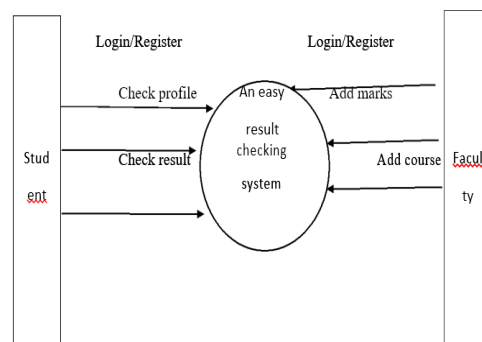 Login/Register
Login/Register
Check profile
An easy
Add marks
result
Check result
checking
Add course
Stud
ent
system
Facul
ty